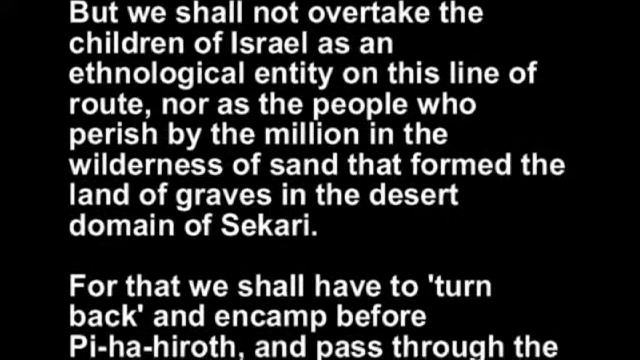 But we shall not overtake the
children of Israel as an
ethnological entity on this line of
route, nor as the people who
perish by the million in the
wilderness of sand that formed the
land of graves in the desert
domain of Sekari.
For that we shall have to 'turn
back' and encamp before
Pi-ha-hiroth, and pass through the